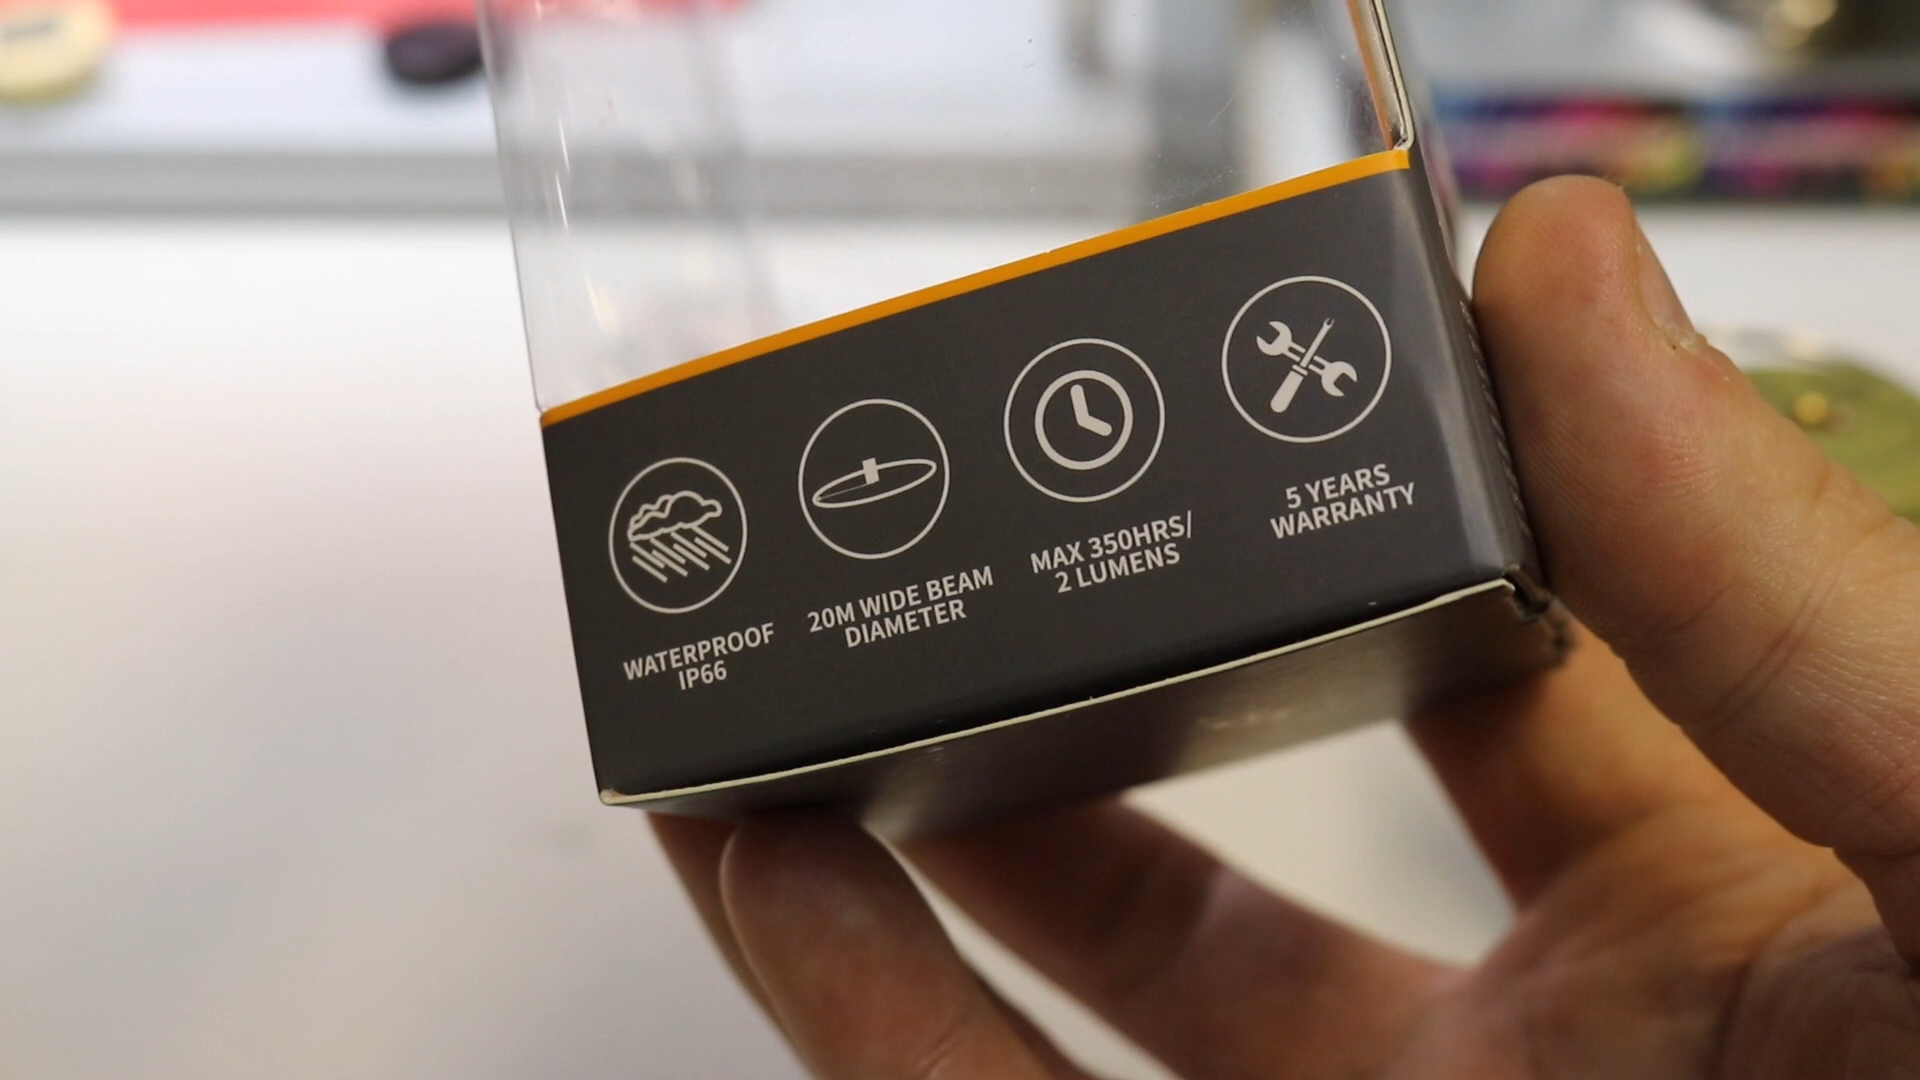 WATERPROOF
IP66
20M WIDE BEAM
DIAMETER
MAX 350HRS/
2 LUMENS
5 YEARS
WARRANTY